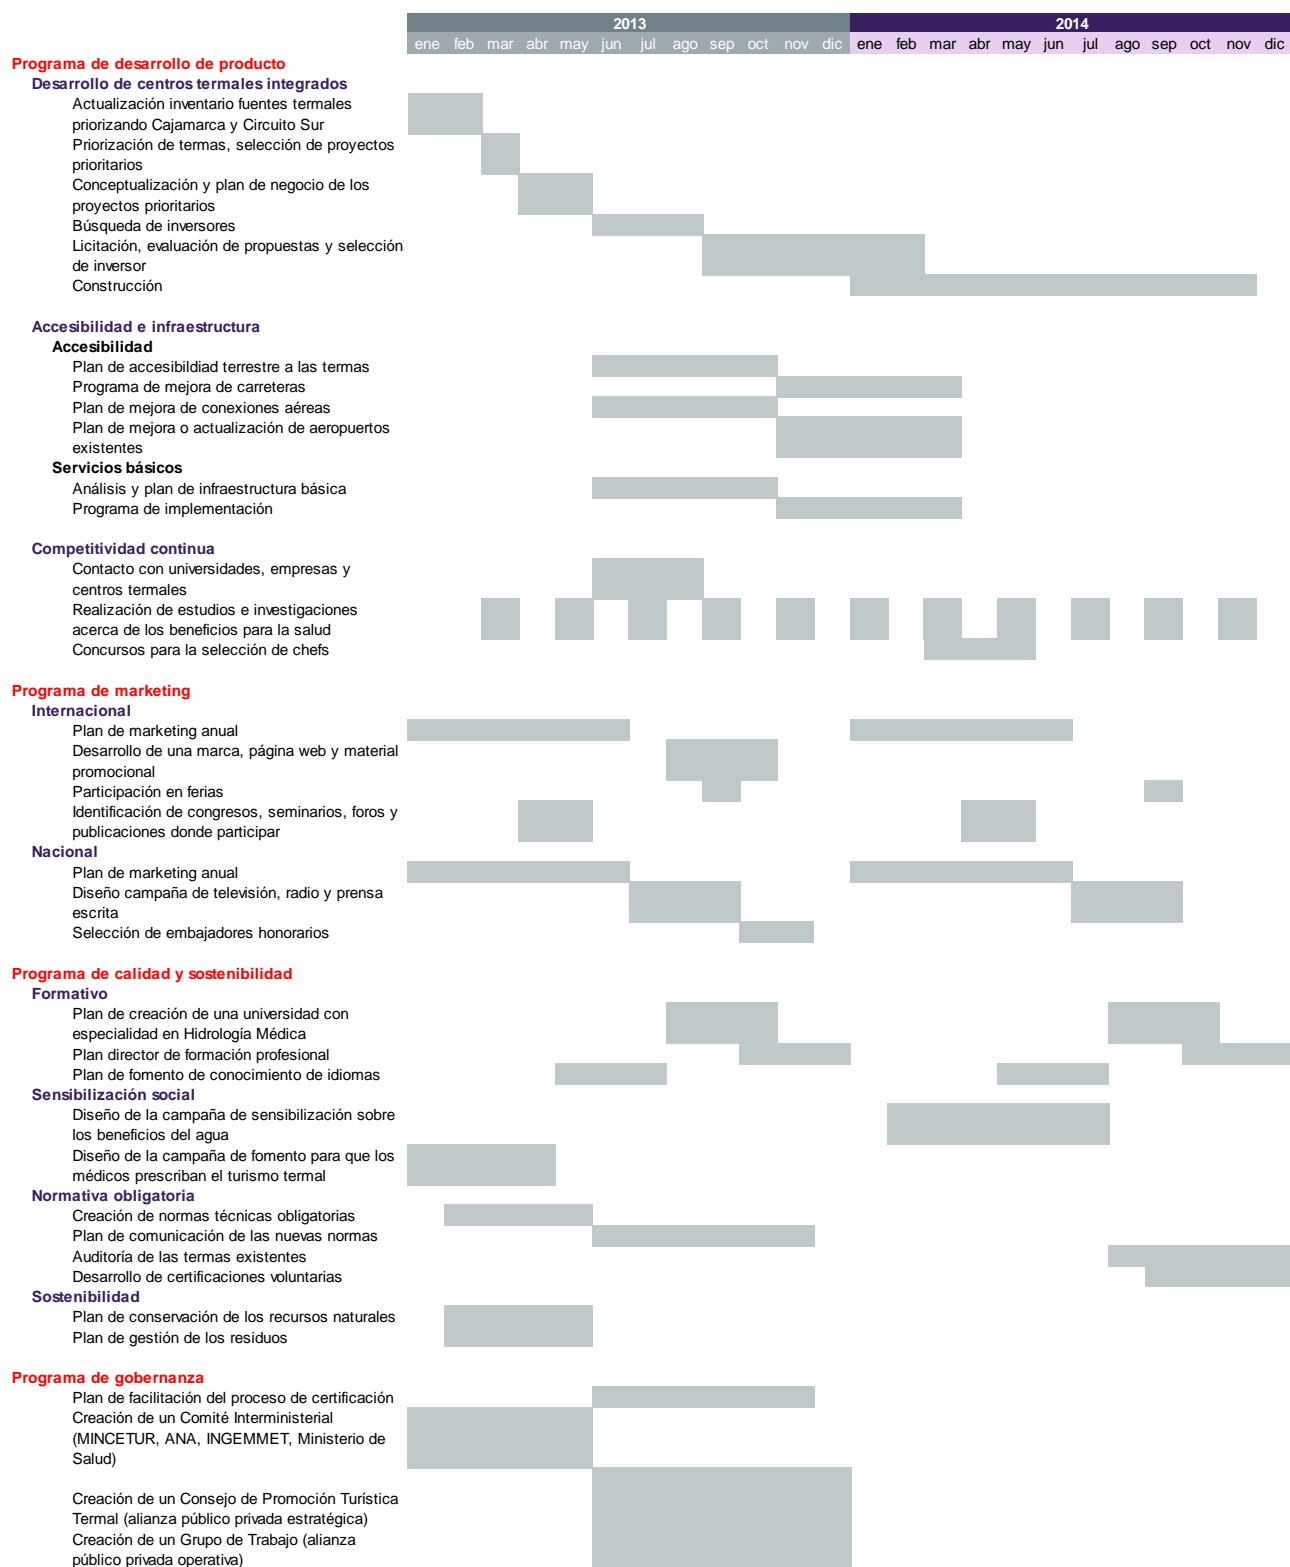 2013 2014
ene feb mar abr may jun jul ago sep oct nov dic ene feb mar abr may jun jul ago sep oct nov dic
Programa de desarrollo de producto
Desarrollo de centros termales integrados
Actualización inventario fuentes termales
priorizando Cajamarca y Circuito Sur
Priorización de termas, selección de proyectos
prioritarios
Conceptualización y plan de negocio de los
proyectos prioritarios
Búsqueda de inversores
Licitación, evaluación de propuestas y selección
de inversor
Construcción
Accesibilidad e infraestructura
Accesibilidad
Plan de accesibildiad terrestre a las termas
Programa de mejora de carreteras
Plan de mejora de conexiones aéreas
Plan de mejora o actualización de aeropuertos
existentes
Servicios básicos
Análisis y plan de infraestructura básica
Programa de implementación
Competitividad continua
Contacto con universidades, empresas y
centros termales
Realización de estudios e investigaciones
acerca de los beneficios para la salud
Concursos para la selección de chefs
Programa de marketing
Internacional
Plan de marketing anual
Desarrollo de una marca, página web y material
promocional
Participación en ferias
Identificación de congresos, seminarios, foros y
publicaciones donde participar
Nacional
Plan de marketing anual
Diseño campaña de televisión, radio y prensa
escrita
Selección de embajadores honorarios
Programa de calidad y sostenibilidad
Formativo
Plan de creación de una universidad con
especialidad en Hidrología Médica
Plan director de formación profesional
Plan de fomento de conocimiento de idiomas
Sensibilización social
Diseño de la campaña de sensibilización sobre
los beneficios del agua
Diseño de la campaña de fomento para que los
médicos prescriban el turismo termal
Normativa obligatoria
Creación de normas técnicas obligatorias
Plan de comunicación de las nuevas normas
Auditoría de las termas existentes
Desarrollo de certificaciones voluntarias
Sostenibilidad
Plan de conservación de los recursos naturales
Plan de gestión de los residuos
Programa de gobernanza
Plan de facilitación del proceso de certificación
Creación de un Comité Interministerial
(MINCETUR, ANA, INGEMMET, Ministerio de
Salud)
Creación de un Consejo de Promoción Turística
Termal (alianza público privada estratégica)
Creación de un Grupo de Trabajo (alianza
público privada operativa)